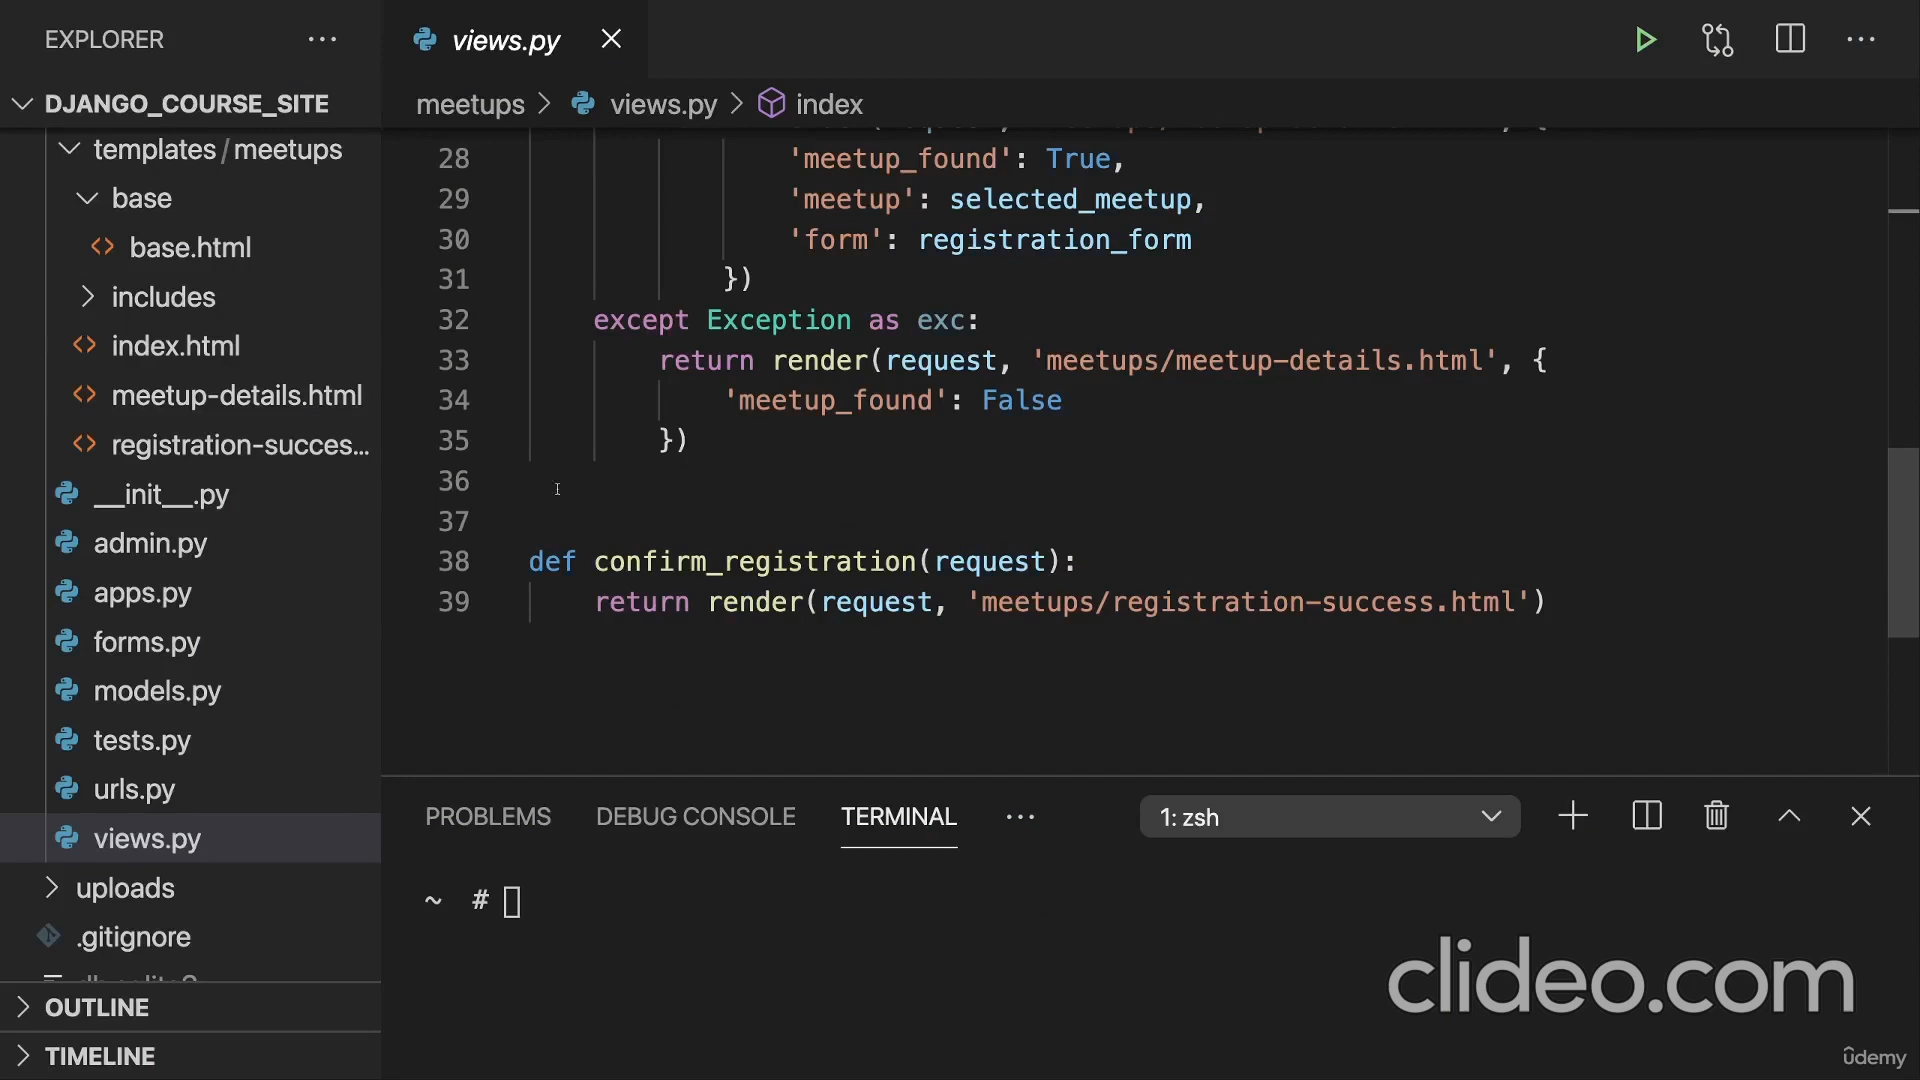 EXPLORER
DJANGO_COURSE_SITE
templates/meetups
base
base.html
includes
index.html
meetup-details.html
registration-succes...
__init__.py
admin.py
apps.py
forms.py
models.py
tests.py
urls.py
views.py
uploads
.gitignore
OUTLINE
TIMELINE
views.py
meetups > views.py > index
28 'meetup_found': True,
29 'meetup': selected_meetup,
30 'form': registration_form
31 })
32 except Exception as exc:
33 return render(request, 'meetups/meetup-details.html', {
34 'meetup_found': False
35 })
36
37
38 def confirm_registration(request):
39 return render(request, 'meetups/registration-success.html')
PROBLEMS DEBUG CONSOLE TERMINAL 1: zsh
~ #
clideo.com
ûdemy